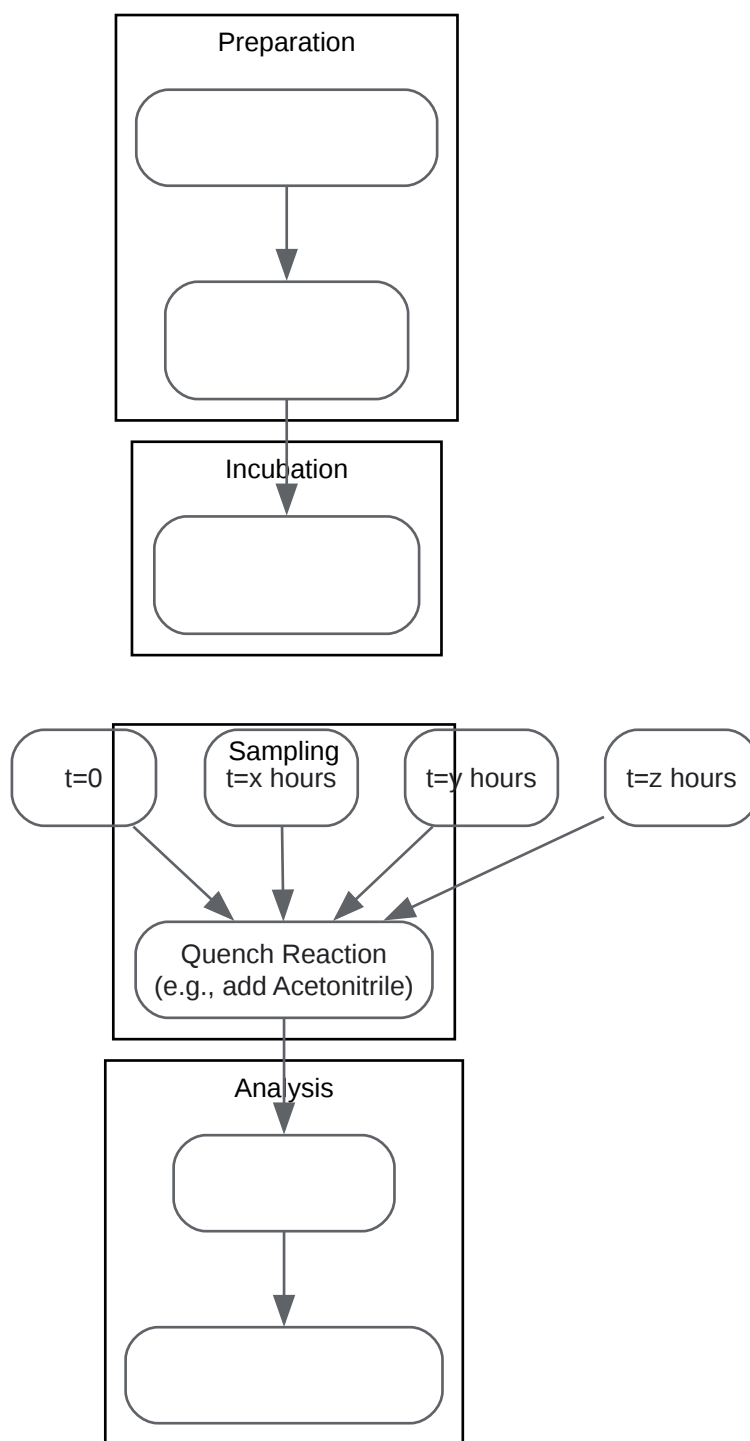 Preparation
Incubation
Sampling
t=0
t=x hours
t=y hours
t=z hours
Quench Reaction
(e.g., add Acetonitrile)
Analysis